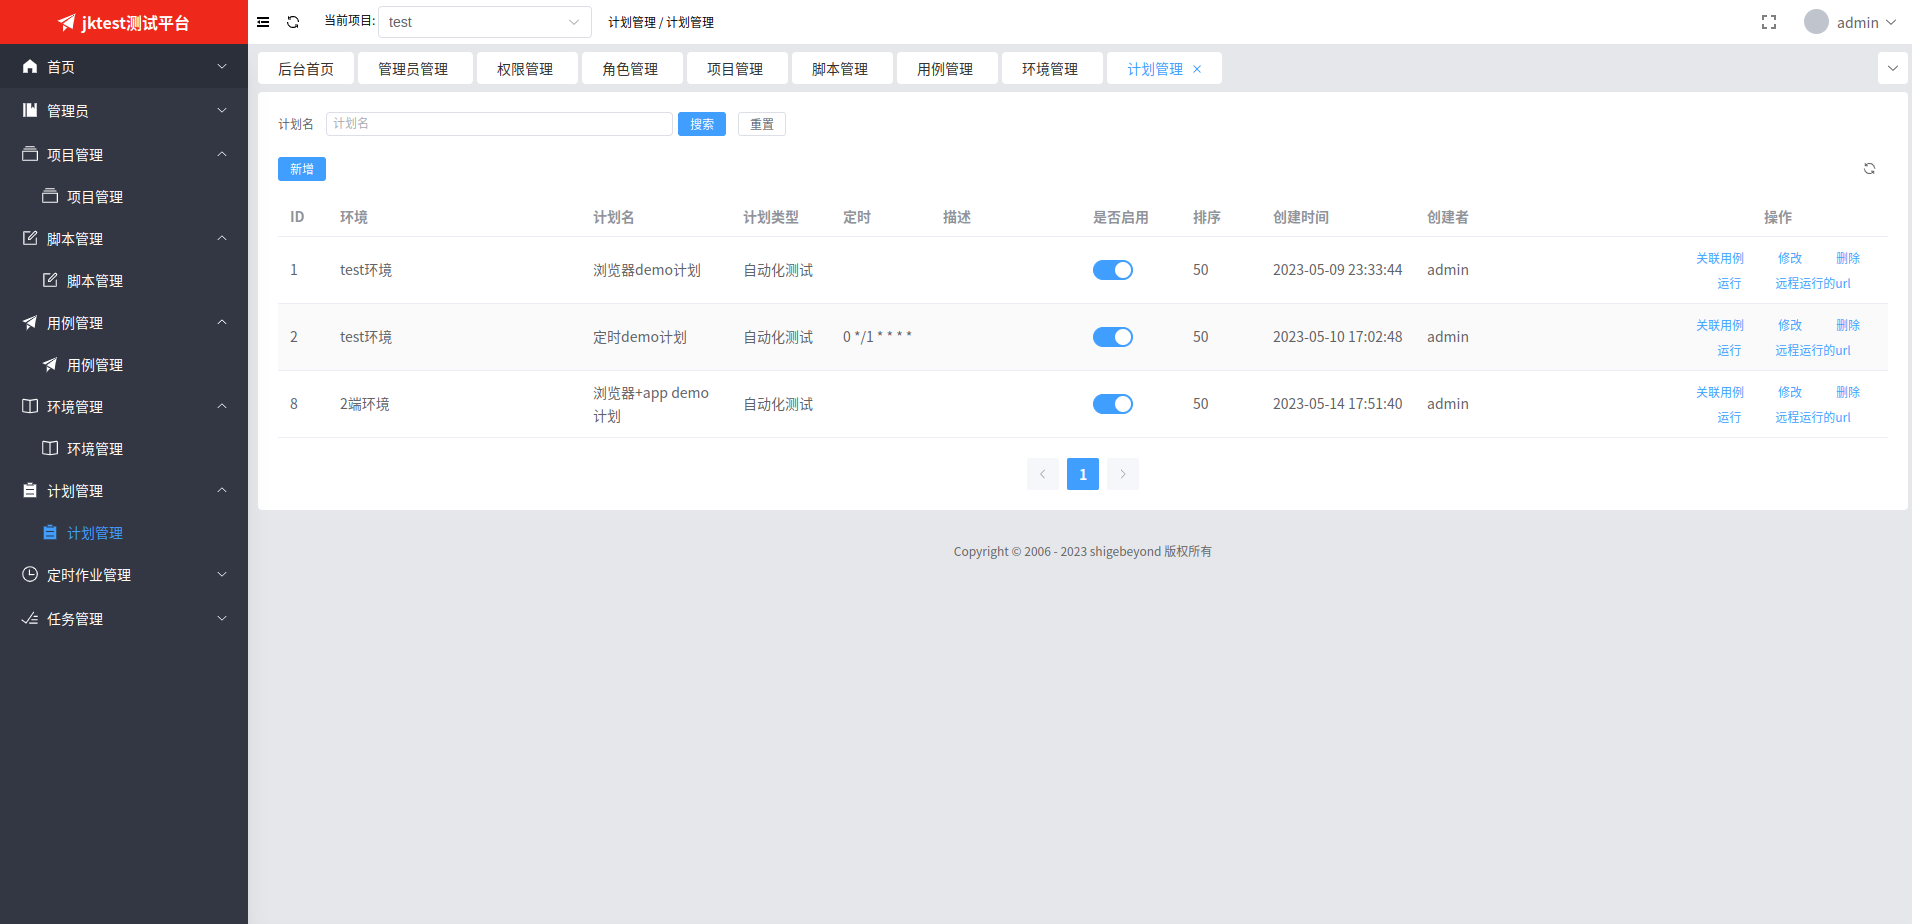 jktest测试平台
当前项目: test
计划管理 / 计划管理
admin
首页
管理员
项目管理
项目管理
脚本管理
脚本管理
用例管理
用例管理
环境管理
环境管理
计划管理
计划管理
定时作业管理
任务管理
后台首页 管理员管理 权限管理 角色管理 项目管理 脚本管理 用例管理 环境管理 计划管理
计划名 计划名 搜索 重置
新增
ID 环境 计划名 计划类型 定时 描述 是否启用 排序 创建时间 创建者 操作
1 test环境 浏览器demo计划 自动化测试 50 2023-05-09 23:33:44 admin 关联用例 修改 删除
运行 远程运行的url
2 test环境 定时demo计划 自动化测试 0 */1 * * * * 50 2023-05-10 17:02:48 admin 关联用例 修改 删除
运行 远程运行的url
8 2端环境 浏览器+app demo
计划 自动化测试 50 2023-05-14 17:51:40 admin 关联用例 修改 删除
运行 远程运行的url
1
Copyright © 2006 - 2023 shigebeyond 版权所有